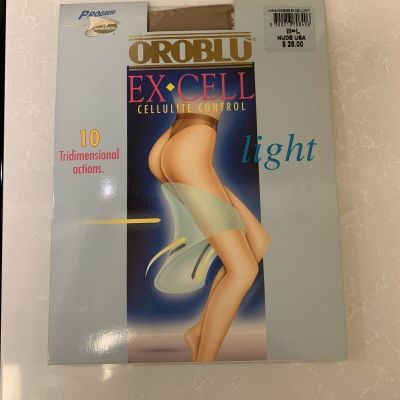 PROGRESS
OROBLU
EX·CELL
CELLULITE CONTROL
10
Tridimensional
actions.
light
III=L
NUDE USA
$ 28.00